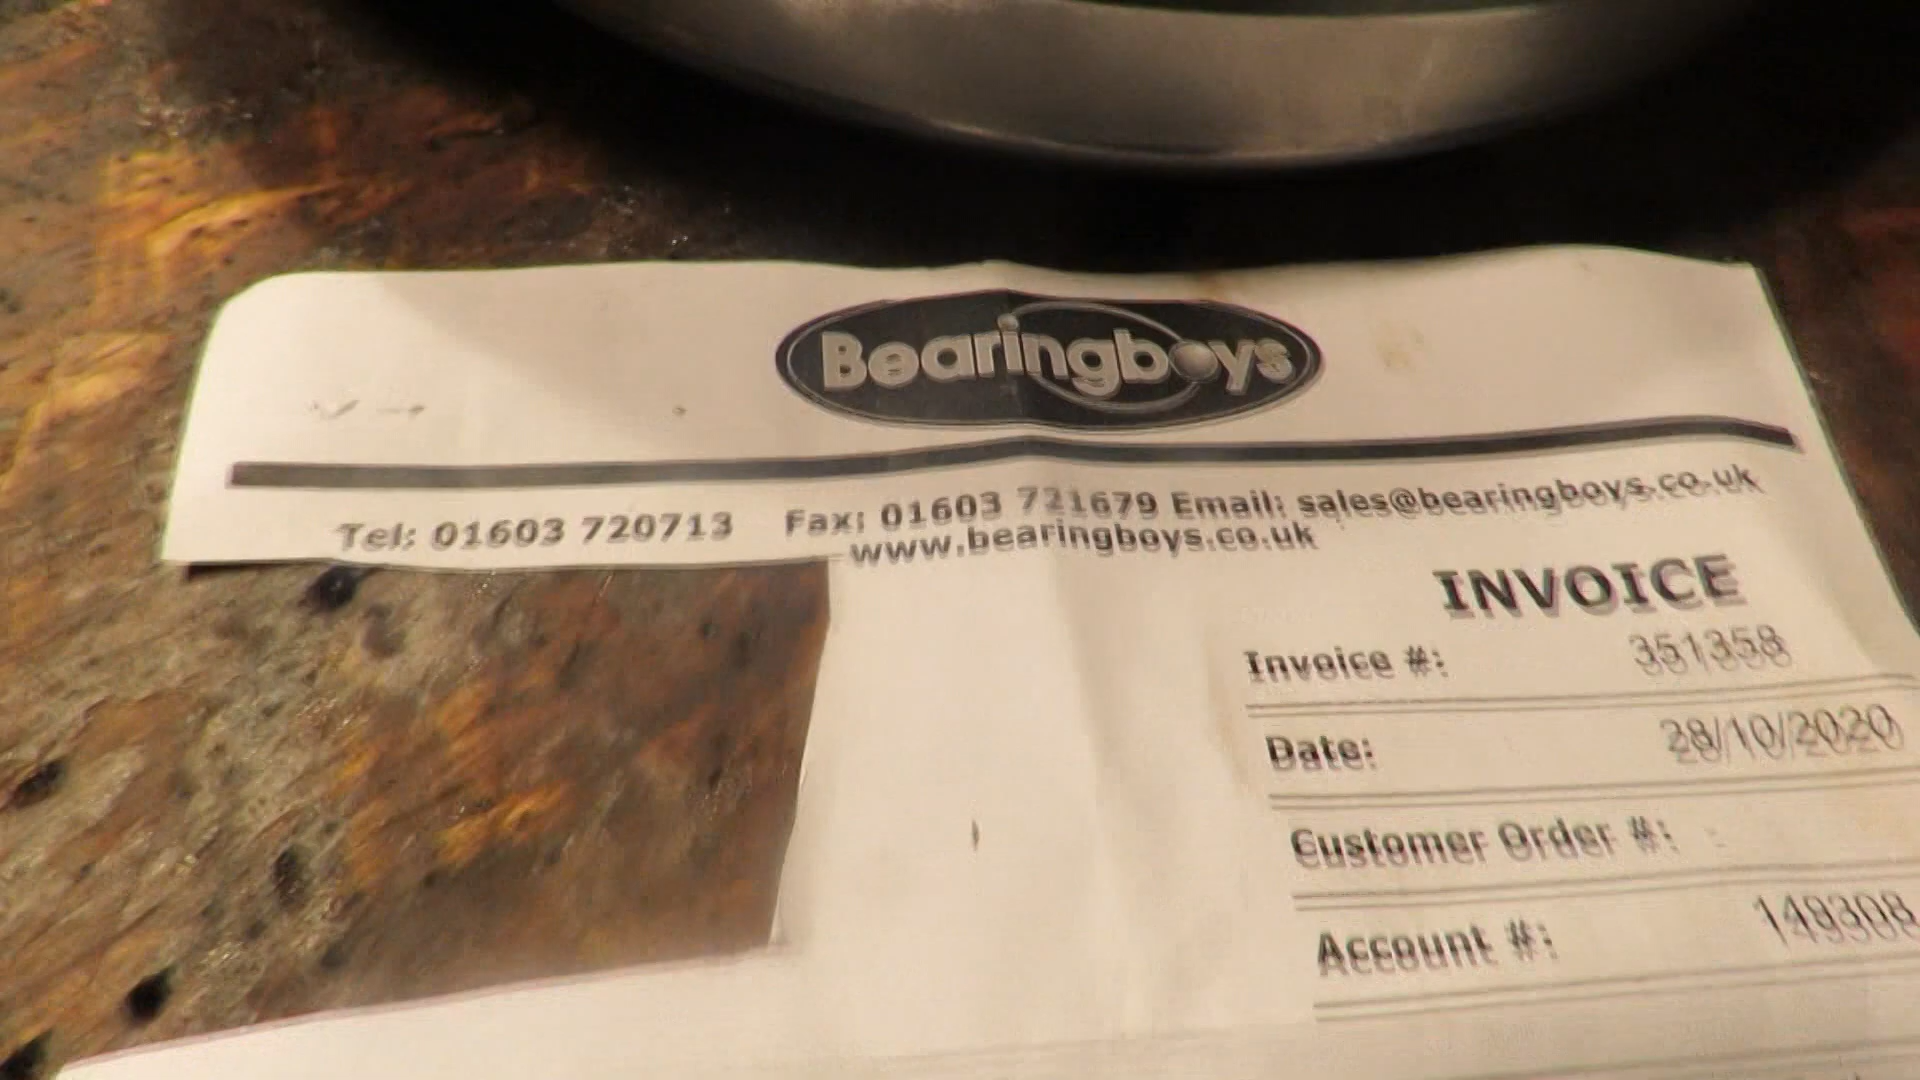 Bearingboys
Tel: 01603 720713 Fax: 01603 721679 Email: sales@bearingboys.co.uk
www.bearingboys.co.uk
INVOICE
Invoice #: 351358
Date: 28/10/2020
Customer Order #:
Account #: 149308